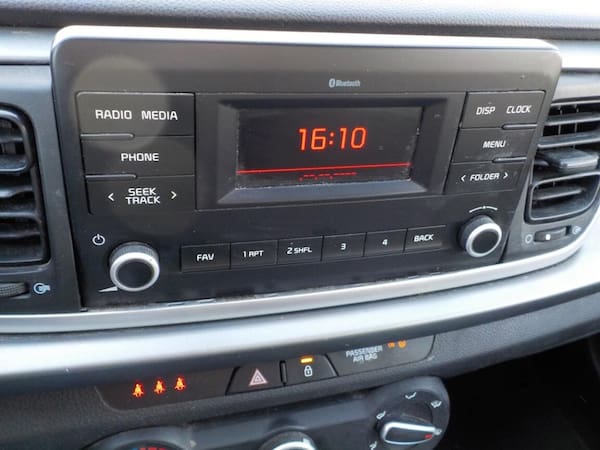 Bluetooth
RADIO MEDIA
DISP CLOCK
16:10
PHONE
MENU
< SEEK TRACK >
< FOLDER >
FAV
1 RPT
2 SHFL
3
4
BACK
PASSENGER
AIR BAG